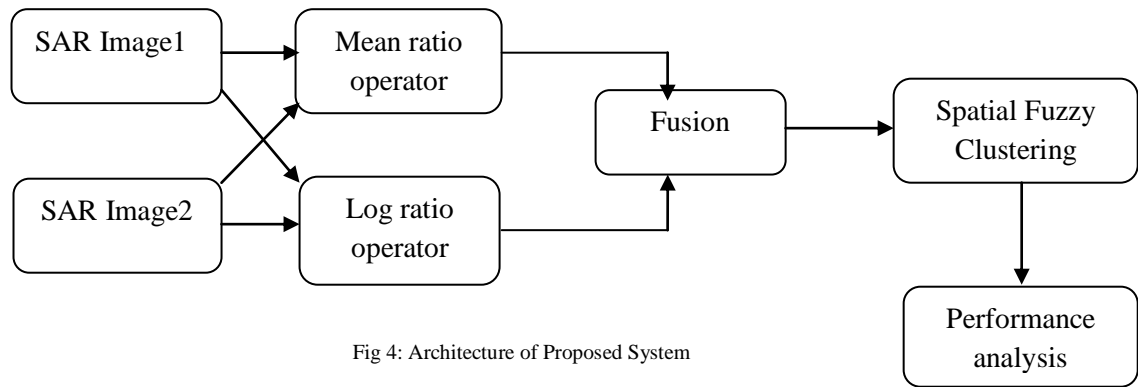 SAR Image1
Mean ratio
operator
Fusion
Spatial Fuzzy
Clustering
SAR Image2
Log ratio
operator
Performance
analysis
Fig 4: Architecture of Proposed System